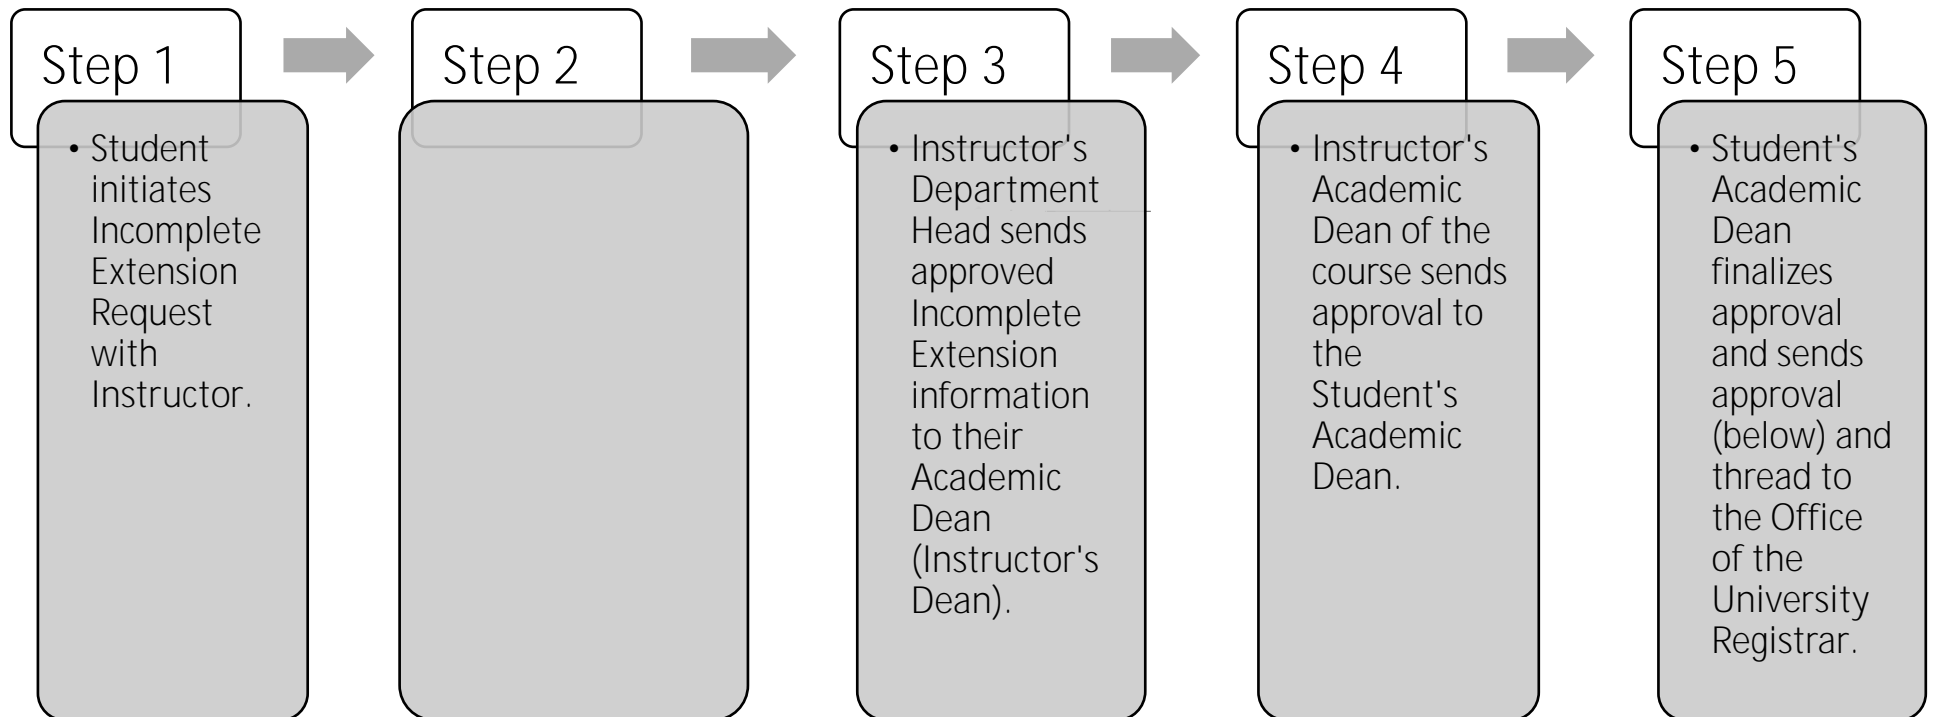 Step 1
• Student
initiates
Incomplete
Extension
Request
with
Instructor.
Step 2
Step 3
• Instructor's
Department
Head sends
approved
Incomplete
Extension
information
to their
Academic
Dean
(Instructor's
Dean).
Step 4
• Instructor's
Academic
Dean of the
course sends
approval to
the
Student's
Academic
Dean.
Step 5
• Student's
Academic
Dean
finalizes
approval
and sends
approval
(below) and
thread to
the Office
of the
University
Registrar.